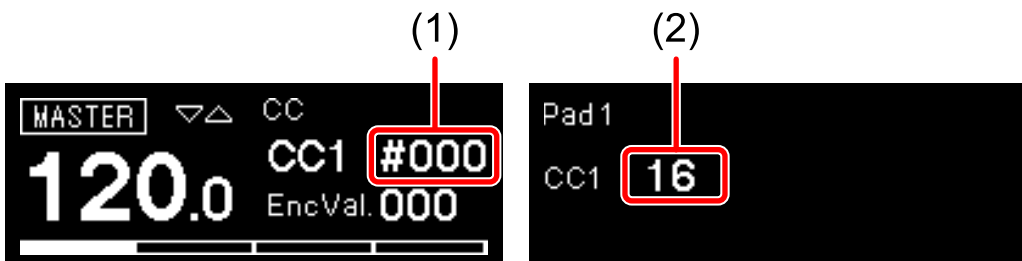 (1)
(2)
MASTER ▽△ CC
CC1 #000
120.0
EncVal. 000
Pad 1
CC1 16